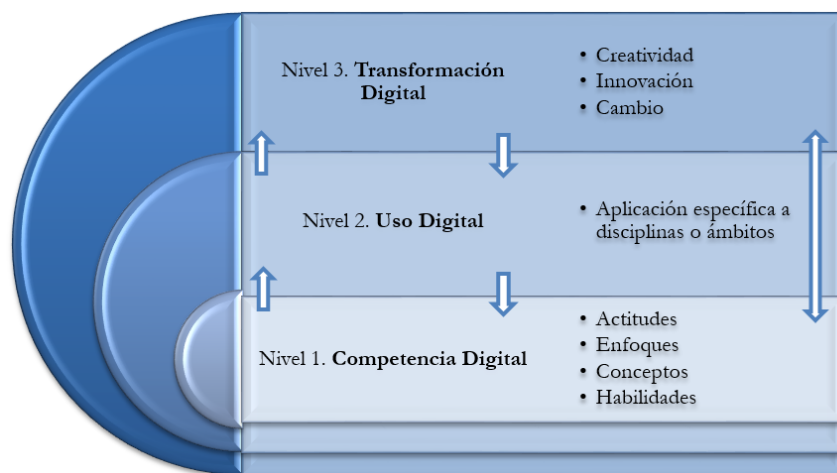 Nivel 3. Transformación
Digital
• Creatividad
• Innovación
• Cambio
Nivel 2. Uso Digital
• Aplicación específica a
disciplinas o ámbitos
Nivel 1. Competencia Digital
• Actitudes
• Enfoques
• Conceptos
• Habilidades